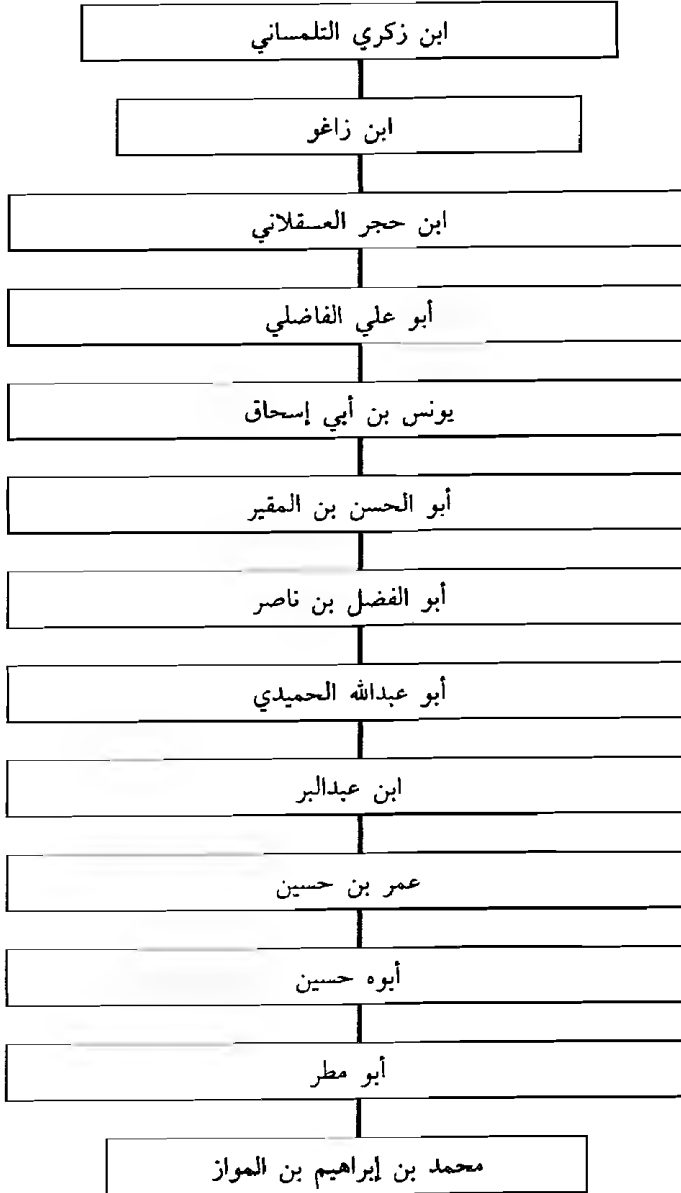 ابن زكري التلمساني
ابن زاغو
ابن حجر العسقلاني
أبو علي الفاضلي
يونس بن أبي إسحاق
أبو الحسن بن المقير
أبو الفضل بن ناصر
أبو عبدالله الحميدي
ابن عبدالبر
عمر بن حسين
أبوه حسين
أبو مطر
محمد بن إبراهيم بن المواز